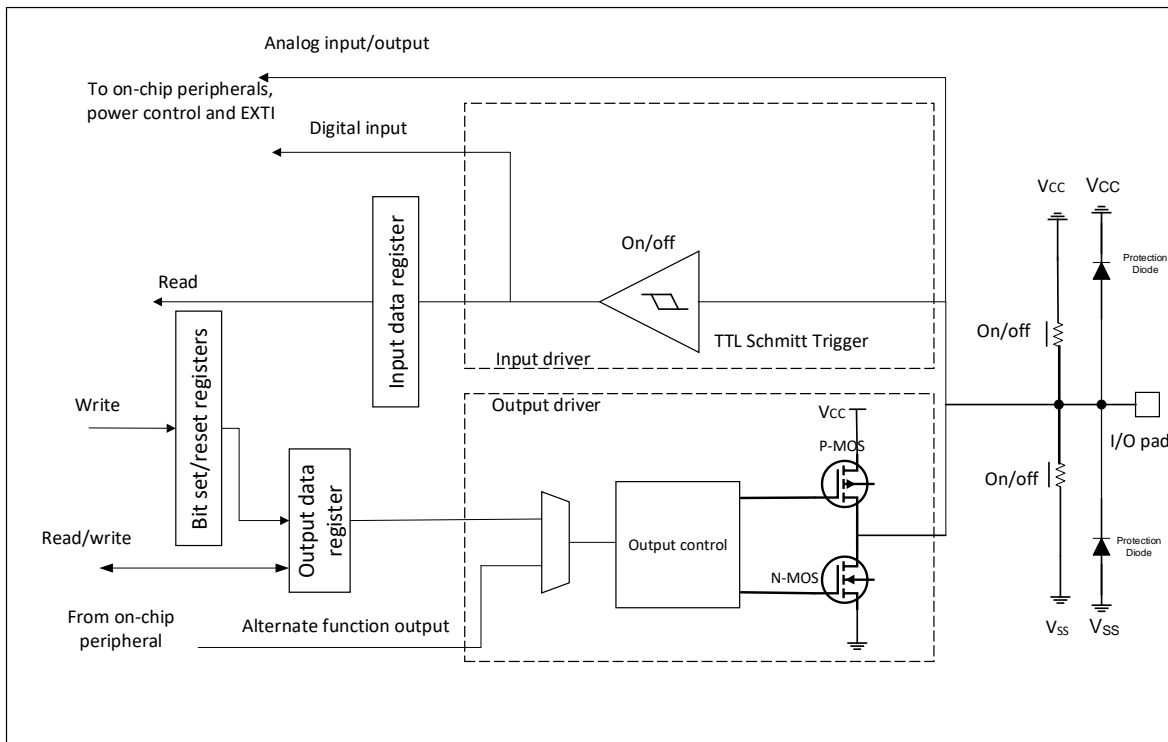 Analog input/output
To on-chip peripherals,
power control and EXTI
Digital input
On/off
Input data register
Read
TTL Schmitt Trigger
Input driver
Vcc
VCC
Protection
Diode
On/off
I/O pad
On/off
Protection
Diode
VSS
VSS
Bit set/reset registers
Write
Output driver
Vcc
P-MOS
Output data
register
Output control
N-MOS
Read/write
From on-chip
peripheral
Alternate function output